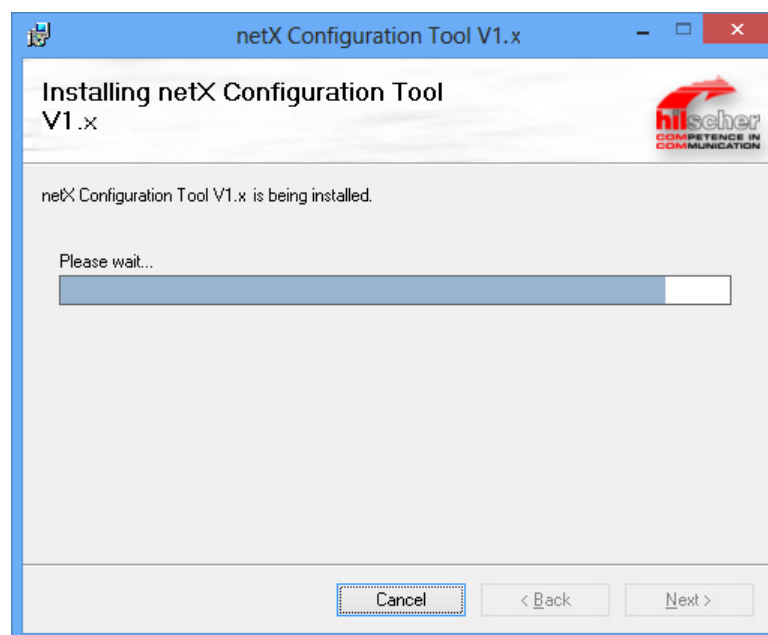 netX Configuration Tool V1.x
Installing netX Configuration Tool
V1.x
hilscher
COMPETENCE IN
COMMUNICATION
netX Configuration Tool V1.x is being installed.
Please wait...
Cancel
< Back
Next >